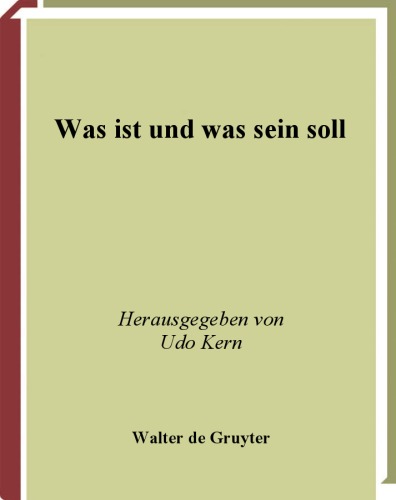 Was ist und was sein soll
Herausgegeben von
Udo Kern
Walter de Gruyter